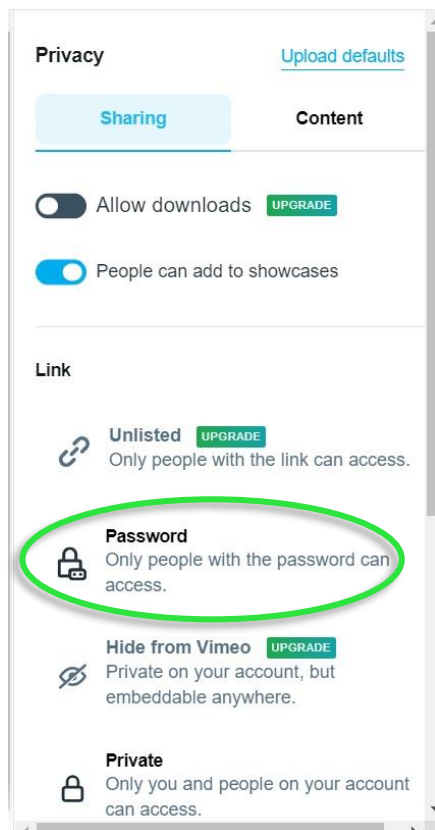 Privacy
Upload defaults
Sharing
Content
Allow downloads UPGRADE
People can add to showcases
Link
Unlisted UPGRADE
Only people with the link can access.
Password
Only people with the password can
access.
Hide from Vimeo UPGRADE
Private on your account, but
embeddable anywhere.
Private
Only you and people on your account
can access.